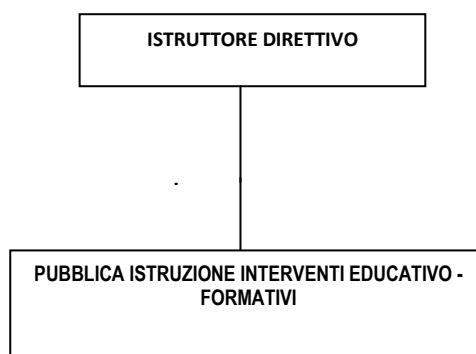 ISTRUTTORE DIRETTIVO
PUBBLICA ISTRUZIONE INTERVENTI EDUCATIVO -
FORMATIVI